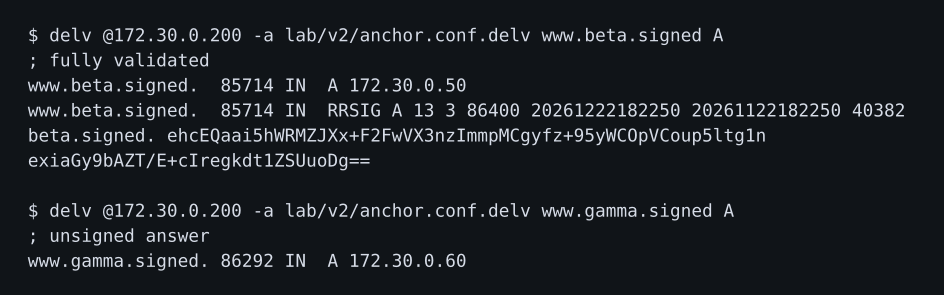 $ delv @172.30.0.200 -a lab/v2/anchor.conf.delv www.beta.signed A
; fully validated
www.beta.signed.  85714 IN  A 172.30.0.50
www.beta.signed.  85714 IN  RRSIG A 13 3 86400 20261222182250 20261122182250 40382
beta.signed. ehcEQaai5hWRMZJXx+F2FwVX3nzImmpMCgyfz+95yWCOpVCoup5ltg1n
exiaGy9bAZT/E+cIregkdt1ZSUuoDg==
$ delv @172.30.0.200 -a lab/v2/anchor.conf.delv www.gamma.signed A
; unsigned answer
www.gamma.signed. 86292 IN  A 172.30.0.60